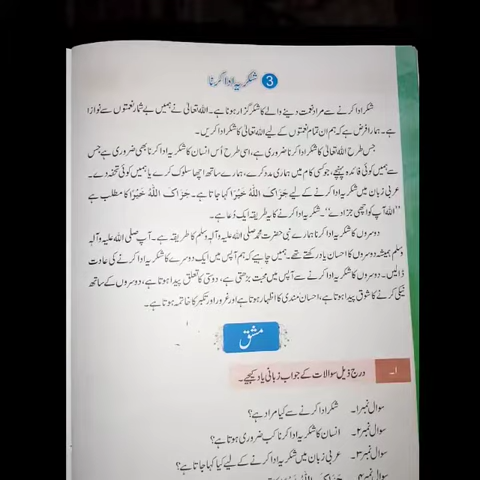 3 شکریہ ادا کرنا
شکر ادا کرنے سے مراد نعمت دینے والے کا شکر گزار ہونا ہے۔ اللہ تعالیٰ نے ہمیں بے شمار نعمتوں سے نوازا
ہے۔ ہمارا فرض ہے کہ ہم ان تمام نعمتوں کے لیے اللہ تعالیٰ کا شکر ادا کریں۔
جس طرح اللہ تعالیٰ کا شکر ادا کرنا ضروری ہے، اسی طرح اُس انسان کا شکریہ ادا کرنا بھی ضروری ہے جس
سے ہمیں کوئی فائدہ پہنچے، جو کسی کام میں ہماری مدد کرے، ہمارے ساتھ اچھا سلوک کرے یا ہمیں کوئی تحفہ دے۔
عربی زبان میں شکریہ ادا کرنے کے لیے جَزَاکَ اللّٰہُ خَیْرًا کہا جاتا ہے۔ جَزَاکَ اللّٰہُ خَیْرًا کا مطلب ہے
"اللہ آپ کو اچھی جزا دے"۔ شکریہ ادا کرنے کا یہ طریقہ ایک دُعا ہے۔
دوسروں کا شکریہ ادا کرنا ہمارے نبی حضرت محمد صلی اللہ علیہ وآلہٖ وسلم کا طریقہ ہے۔ آپ صلی اللہ علیہ وآلہٖ
وسلم ہمیشہ دوسروں کا احسان یاد رکھتے تھے۔ ہمیں چاہیے کہ ہم آپس میں ایک دوسرے کا شکریہ ادا کرنے کی عادت
ڈالیں۔ دوسروں کا شکریہ ادا کرنے سے آپس میں محبت بڑھتی ہے، دوستی کا تعلق پیدا ہوتا ہے، دوسروں کے ساتھ
نیکی کرنے کا شوق پیدا ہوتا ہے، احسان مندی کا اظہار ہوتا ہے اور غرور اور تکبر کا خاتمہ ہوتا ہے۔
مشق
۱۔ درج ذیل سوالات کے جواب زبانی یاد کیجیے۔
سوال نمبر۱۔ شکر ادا کرنے سے کیا مراد ہے؟
سوال نمبر۲۔ انسان کا شکریہ ادا کرنا کب ضروری ہوتا ہے؟
سوال نمبر۳۔ عربی زبان میں شکریہ ادا کرنے کے لیے کیا کہا جاتا ہے؟
سوال نمبر۴۔